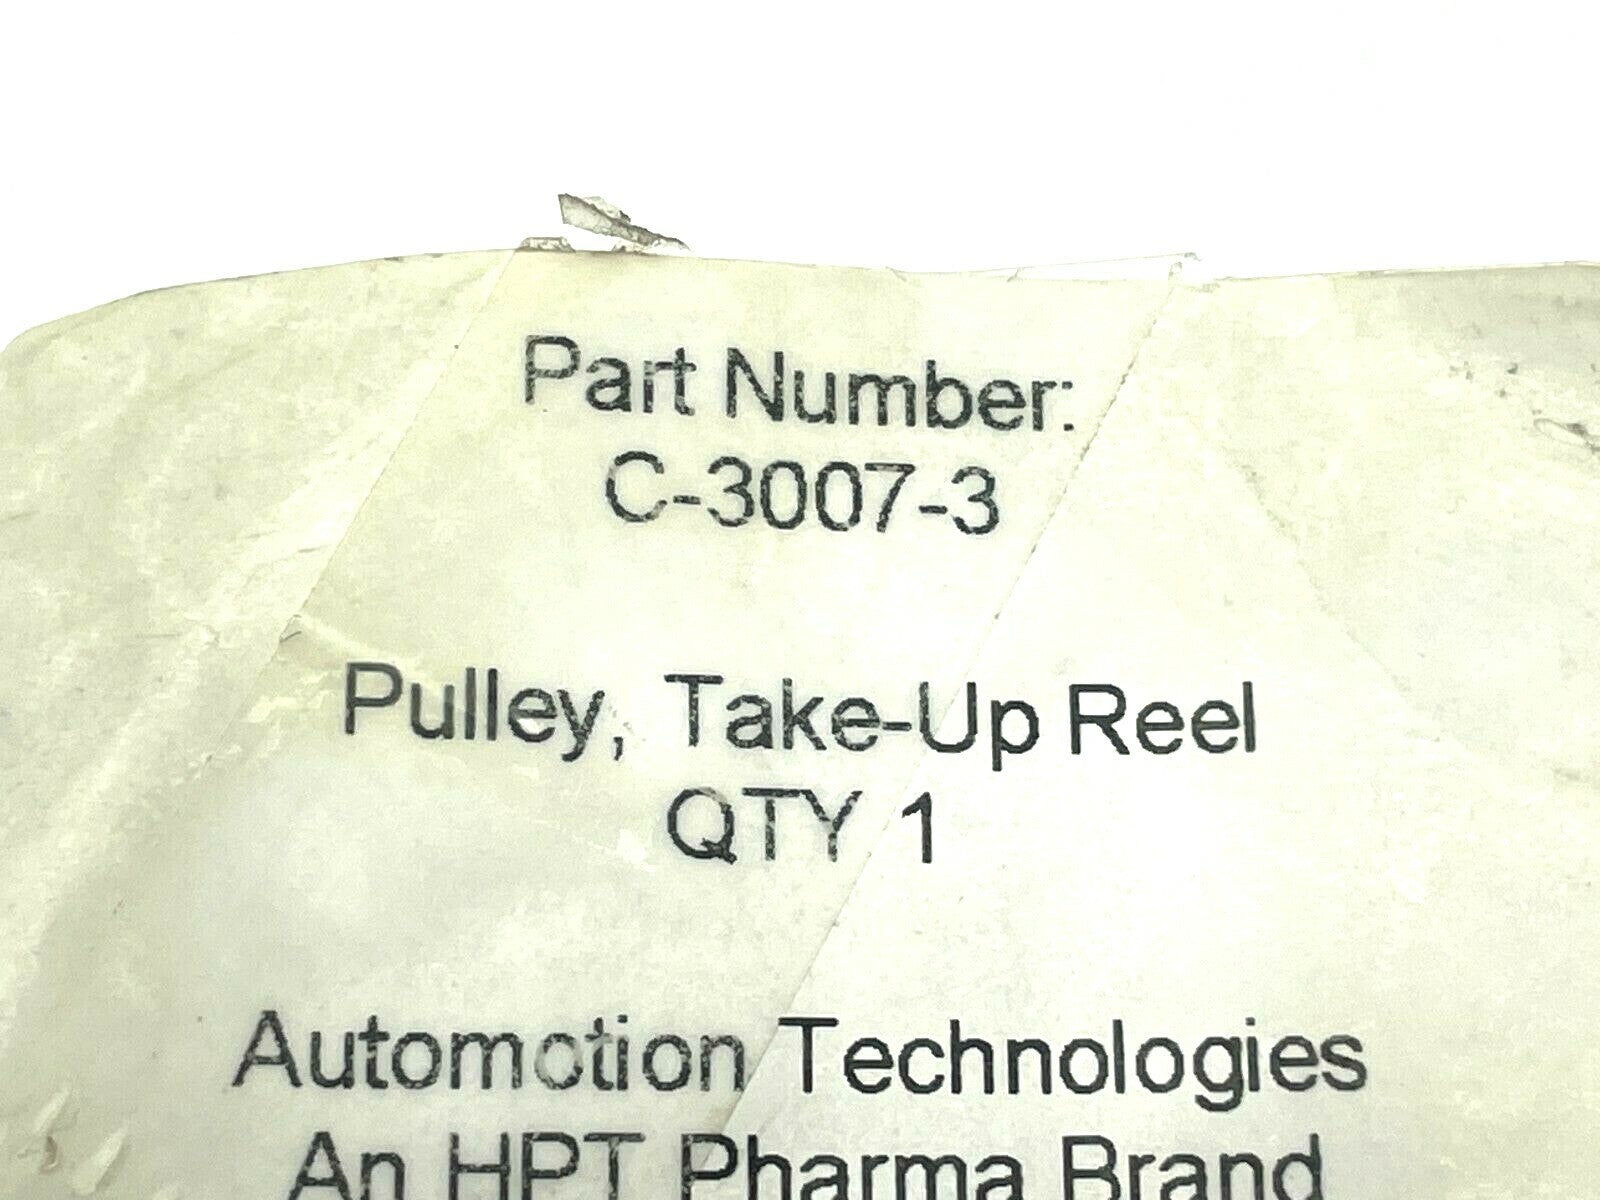 Part Number:
C-3007-3
Pulley, Take-Up Reel
QTY 1
Automotion Technologies
An HPT Pharma Brand